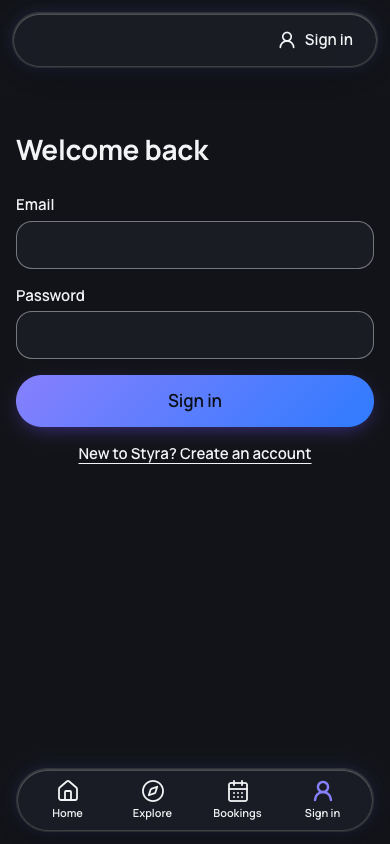 Sign in
Welcome back
Email
Password
Sign in
New to Styra? Create an account
Home
Explore
Bookings
Sign in